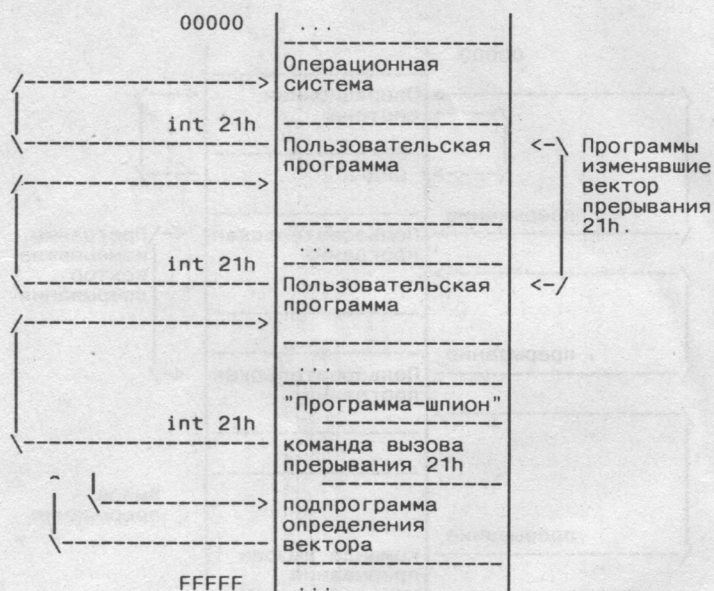 00000 ...
Операционная
система
int 21h
Пользовательская <-\ Программы
программа изменявшие
вектор
прерывания
21h.
int 21h
Пользовательская <-/
программа
"Программа-шпион"
int 21h
команда вызова
прерывания 21h
подпрограмма
определения
вектора
FFFFF ...